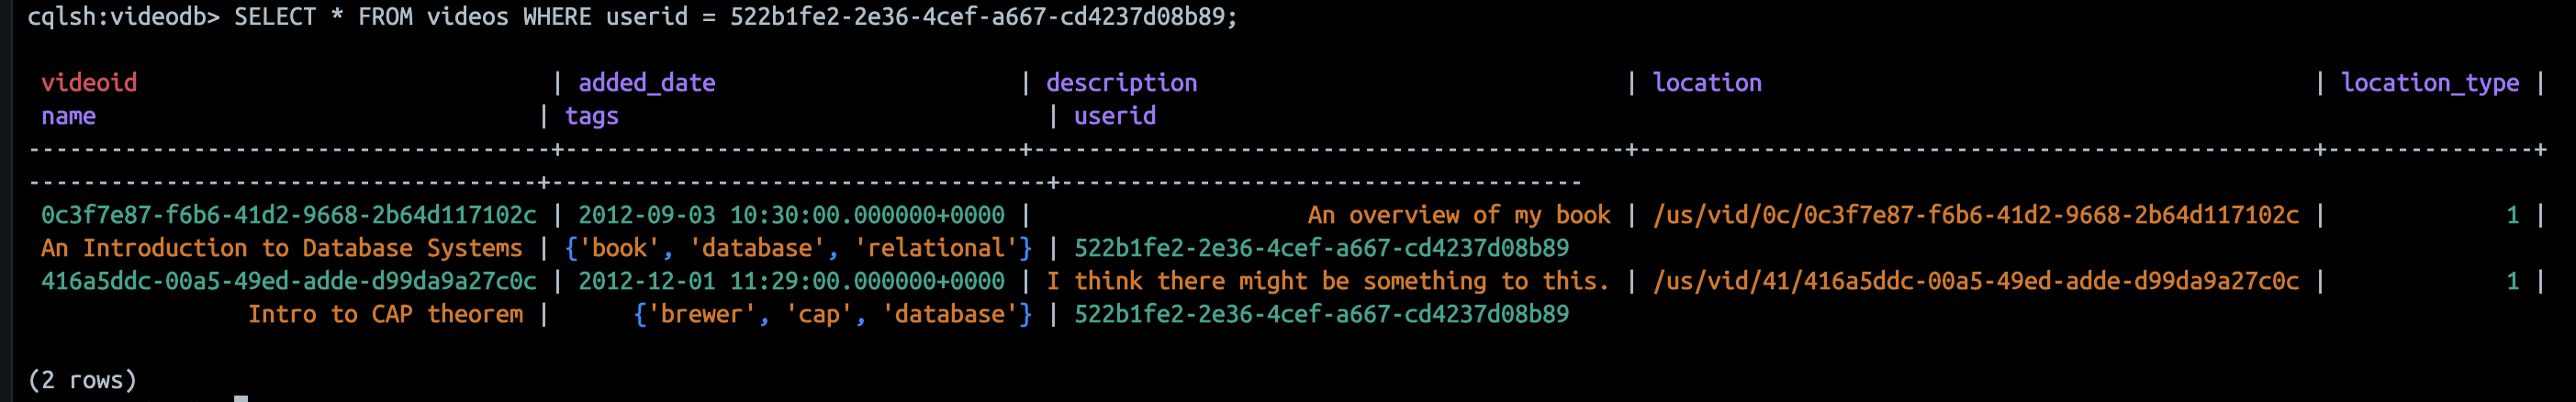 cqlsh:videodb> SELECT * FROM videos WHERE userid = 522b1fe2-2e36-4cef-a667-cd4237d08b89;
videoid | added_date | description | location | location_type |
name | tags | userid
--------------------------------------+---------------------------------+-------------------------------------------+-------------------------------------------------+---------------+
-------------------------------------+------------------------------------+--------------------------------------
0c3f7e87-f6b6-41d2-9668-2b64d117102c | 2012-09-03 10:30:00.000000+0000 | An overview of my book | /us/vid/0c/0c3f7e87-f6b6-41d2-9668-2b64d117102c | 1 |
An Introduction to Database Systems | {'book', 'database', 'relational'} | 522b1fe2-2e36-4cef-a667-cd4237d08b89
416a5ddc-00a5-49ed-adde-d99da9a27c0c | 2012-12-01 11:29:00.000000+0000 | I think there might be something to this. | /us/vid/41/416a5ddc-00a5-49ed-adde-d99da9a27c0c | 1 |
Intro to CAP theorem | {'brewer', 'cap', 'database'} | 522b1fe2-2e36-4cef-a667-cd4237d08b89
(2 rows)